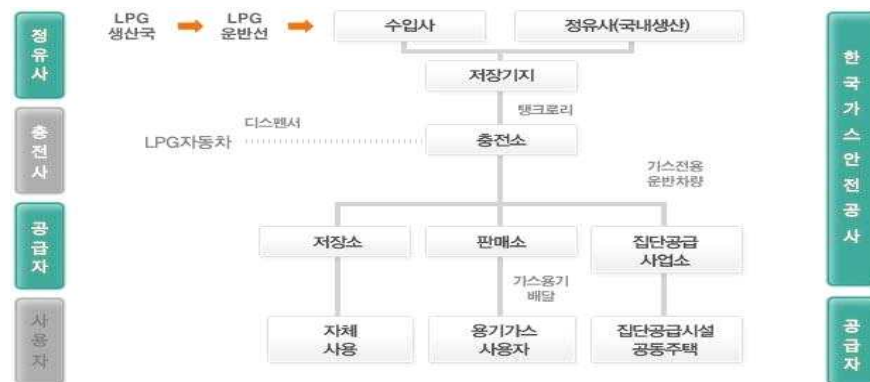 정유사
충전사
공급자
사용자
LPG
생산국
LPG
운반선
수입사
정유사(국내생산)
저장기지
탱크로리
디스펜서
LPG자동차
충전소
가스전용
운반차량
저장소
판매소
집단공급
사업소
가스용기
배달
자체
사용
용기가스
사용자
집단공급시설
공동주택
한국가스안전공사
공급자